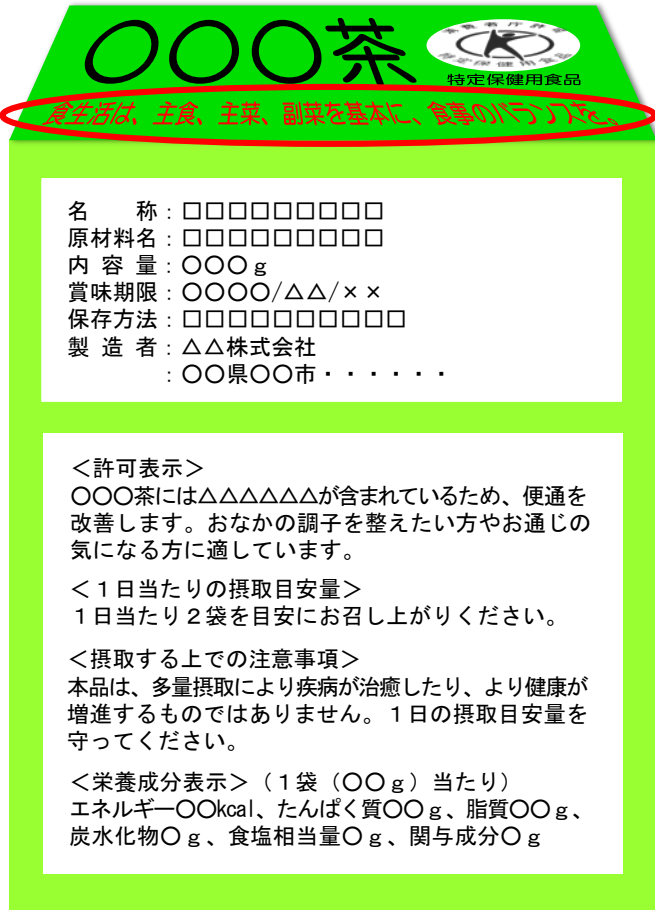 〇〇〇茶
消費者庁許可
特定保健用食品
特定保健用食品
食生活は、主食、主菜、副菜を基本に、食事のバランスを。
名　　称：□□□□□□□□□
原材料名：□□□□□□□□□
内 容 量：〇〇〇ｇ
賞味期限：〇〇〇〇/△△/××
保存方法：□□□□□□□□□□
製 造 者：△△株式会社
：〇〇県〇〇市・・・・・・
＜許可表示＞
〇〇〇茶には△△△△△△が含まれているため、便通を
改善します。おなかの調子を整えたい方やお通じの
気になる方に適しています。
＜１日当たりの摂取目安量＞
１日当たり２袋を目安にお召し上がりください。
＜摂取する上での注意事項＞
本品は、多量摂取により疾病が治癒したり、より健康が
増進するものではありません。１日の摂取目安量を
守ってください。
＜栄養成分表示＞（１袋（〇〇ｇ）当たり）
エネルギー〇〇kcal、たんぱく質〇〇ｇ、脂質〇〇ｇ、
炭水化物〇ｇ、食塩相当量〇ｇ、関与成分〇ｇ